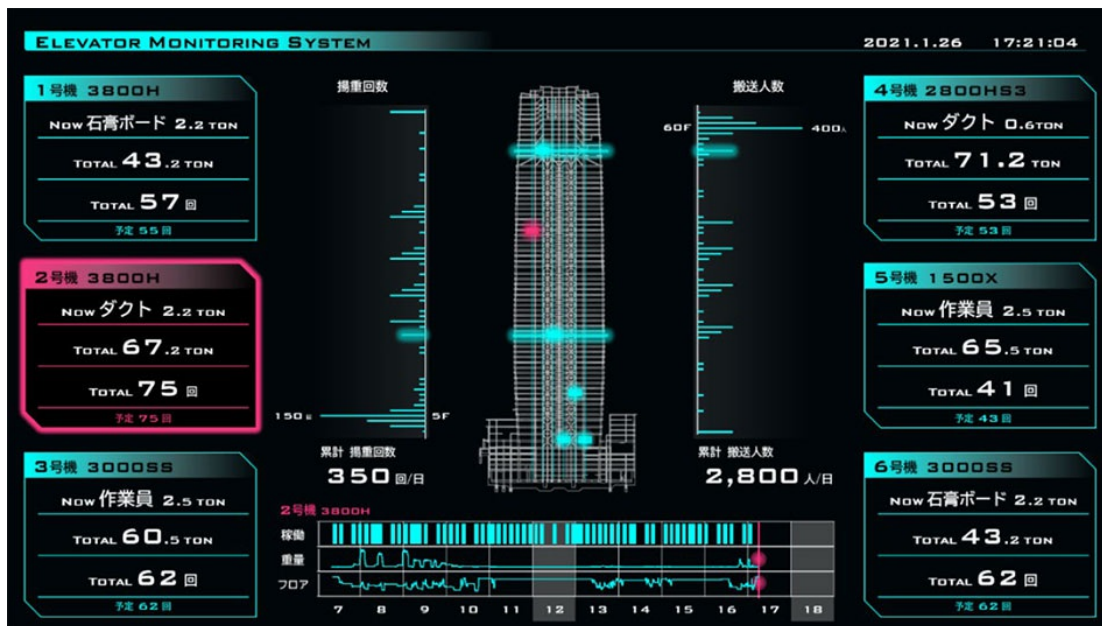 ELEVATOR MONITORING SYSTEM
2021.1.26 17:21:04
1号機 3800H
NOW 石膏ボード 2.2 TON
TOTAL 43.2 TON
TOTAL 57 回
予定 55 回
2号機 3800H
NOW ダクト 2.2 TON
TOTAL 67.2 TON
TOTAL 75 回
予定 75 回
3号機 3000SS
NOW 作業員 2.5 TON
TOTAL 60.5 TON
TOTAL 62 回
予定 62 回
揚重回数
150回
5F
累計 揚重回数
350 回/日
搬送人数
60F
400人
累計 搬送人数
2,800 人/日
2号機 3800H
稼働
重量
フロア
7 8 9 10 11 12 13 14 15 16 17 18
4号機 2800HS3
NOW ダクト 0.6TON
TOTAL 71.2 TON
TOTAL 53 回
予定 53 回
5号機 1500X
NOW 作業員 2.5 TON
TOTAL 65.5 TON
TOTAL 41 回
予定 43 回
6号機 3000SS
NOW 石膏ボード 2.2 TON
TOTAL 43.2 TON
TOTAL 62 回
予定 62 回